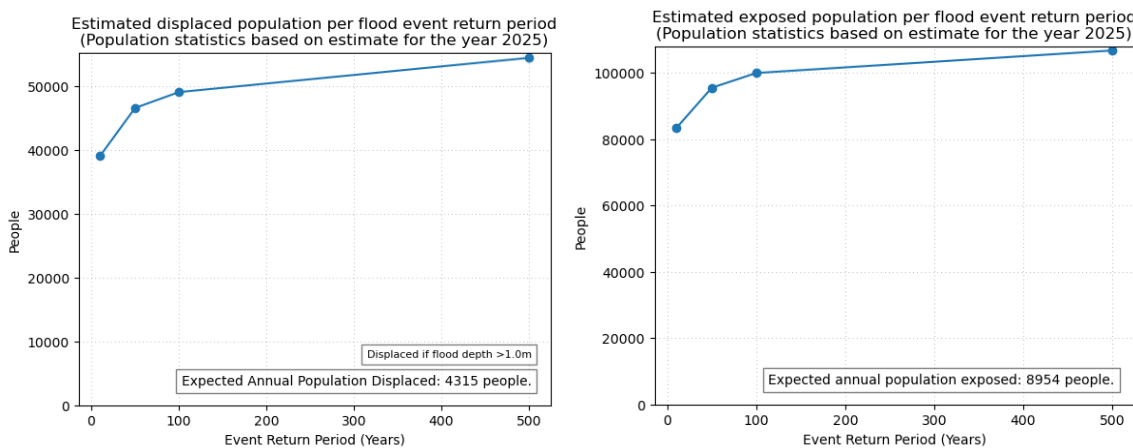 Estimated displaced population per flood event return period
(Population statistics based on estimate for the year 2025)
50000
40000
30000
20000
10000
0
People
Displaced if flood depth >1.0m
Expected Annual Population Displaced: 4315 people.
0 100 200 300 400 500
Event Return Period (Years)
Estimated exposed population per flood event return period
(Population statistics based on estimate for the year 2025)
100000
80000
60000
40000
20000
0
People
Expected annual population exposed: 8954 people.
0 100 200 300 400 500
Event Return Period (Years)